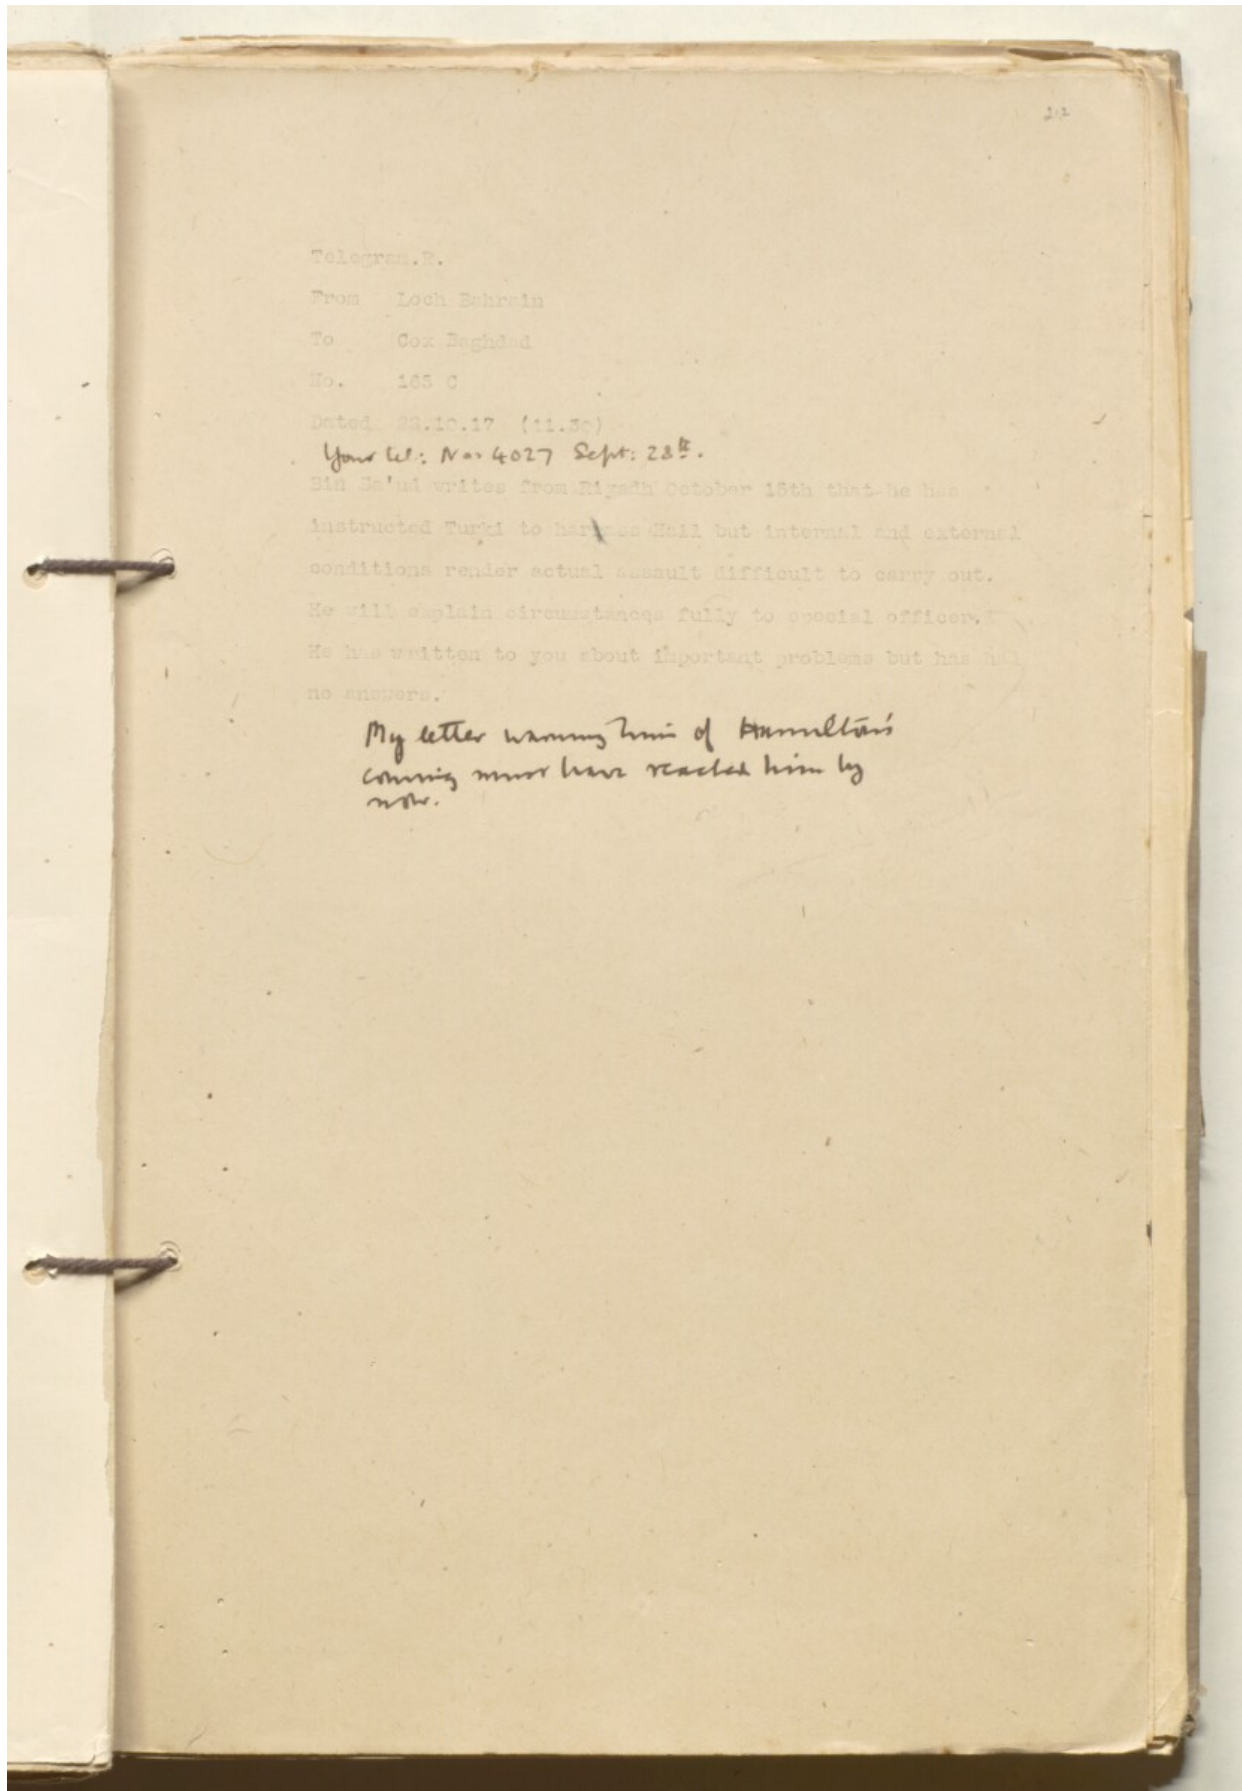 212
Telegram.R.
From Loch Bahrain
To Cox Baghdad
No. 165 C
Dated 22.10.17 (11.30)
Your tel: No: 4027 Sept: 28th.
Bin Sa'ud writes from Riyadh October 15th that he has
instructed Turki to harass Hail but internal and external
conditions render actual assault difficult to carry out.
He will explain circumstances fully to special officer.
He has written to you about important problems but has had
no answers.
My letter warning him of Hamilton's
coming must have reached him by
now.